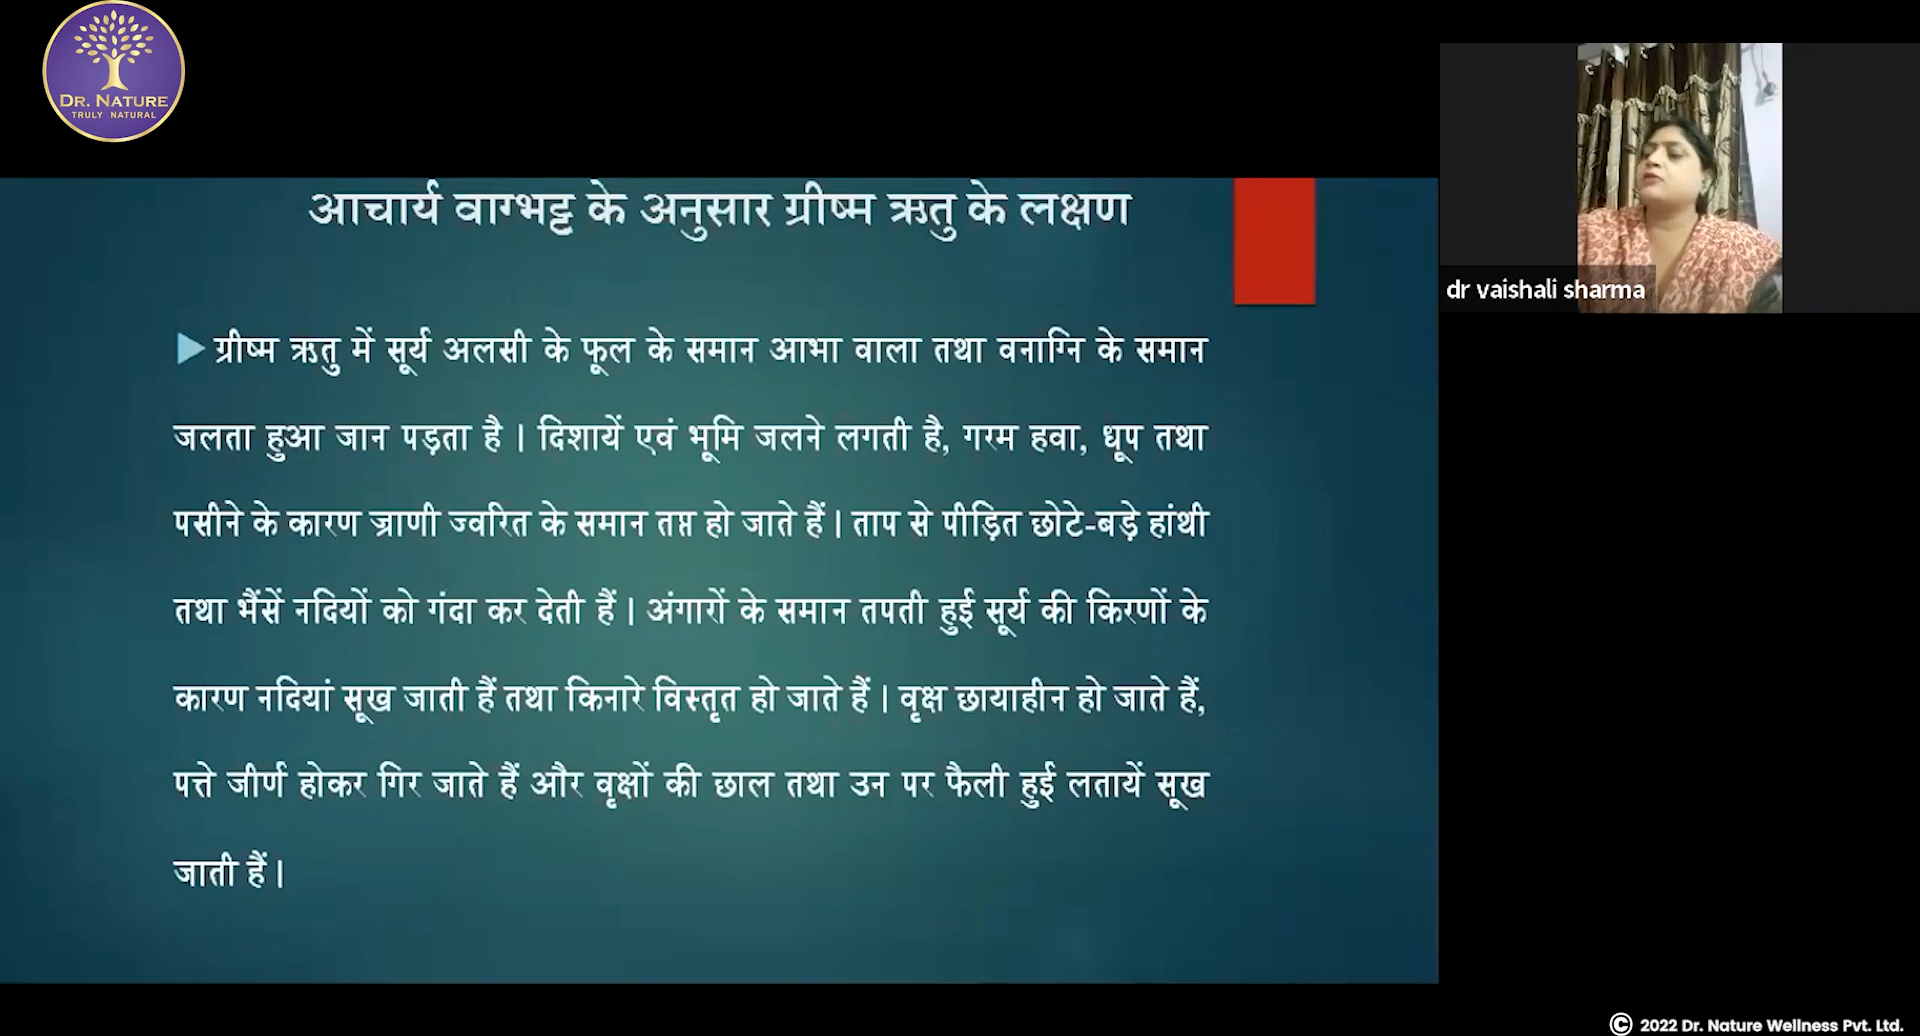 DR. NATURE
TRULY NATURAL
आचार्य वाग्भट्ट के अनुसार ग्रीष्म ऋतु के लक्षण
ग्रीष्म ऋतु में सूर्य अलसी के फूल के समान आभा वाला तथा वनाग्नि के समान
जलता हुआ जान पड़ता है। दिशायें एवं भूमि जलने लगती है, गरम हवा, धूप तथा
पसीने के कारण प्राणी ज्वरित के समान तप्त हो जाते हैं। ताप से पीड़ित छोटे-बड़े हांथी
तथा भैंसें नदियों को गंदा कर देती हैं। अंगारों के समान तपती हुई सूर्य की किरणों के
कारण नदियां सूख जाती हैं तथा किनारे विस्तृत हो जाते हैं। वृक्ष छायाहीन हो जाते हैं,
पत्ते जीर्ण होकर गिर जाते हैं और वृक्षों की छाल तथा उन पर फैली हुई लतायें सूख
जाती हैं।
dr vaishali sharma
© 2022 Dr. Nature Wellness Pvt. Ltd.